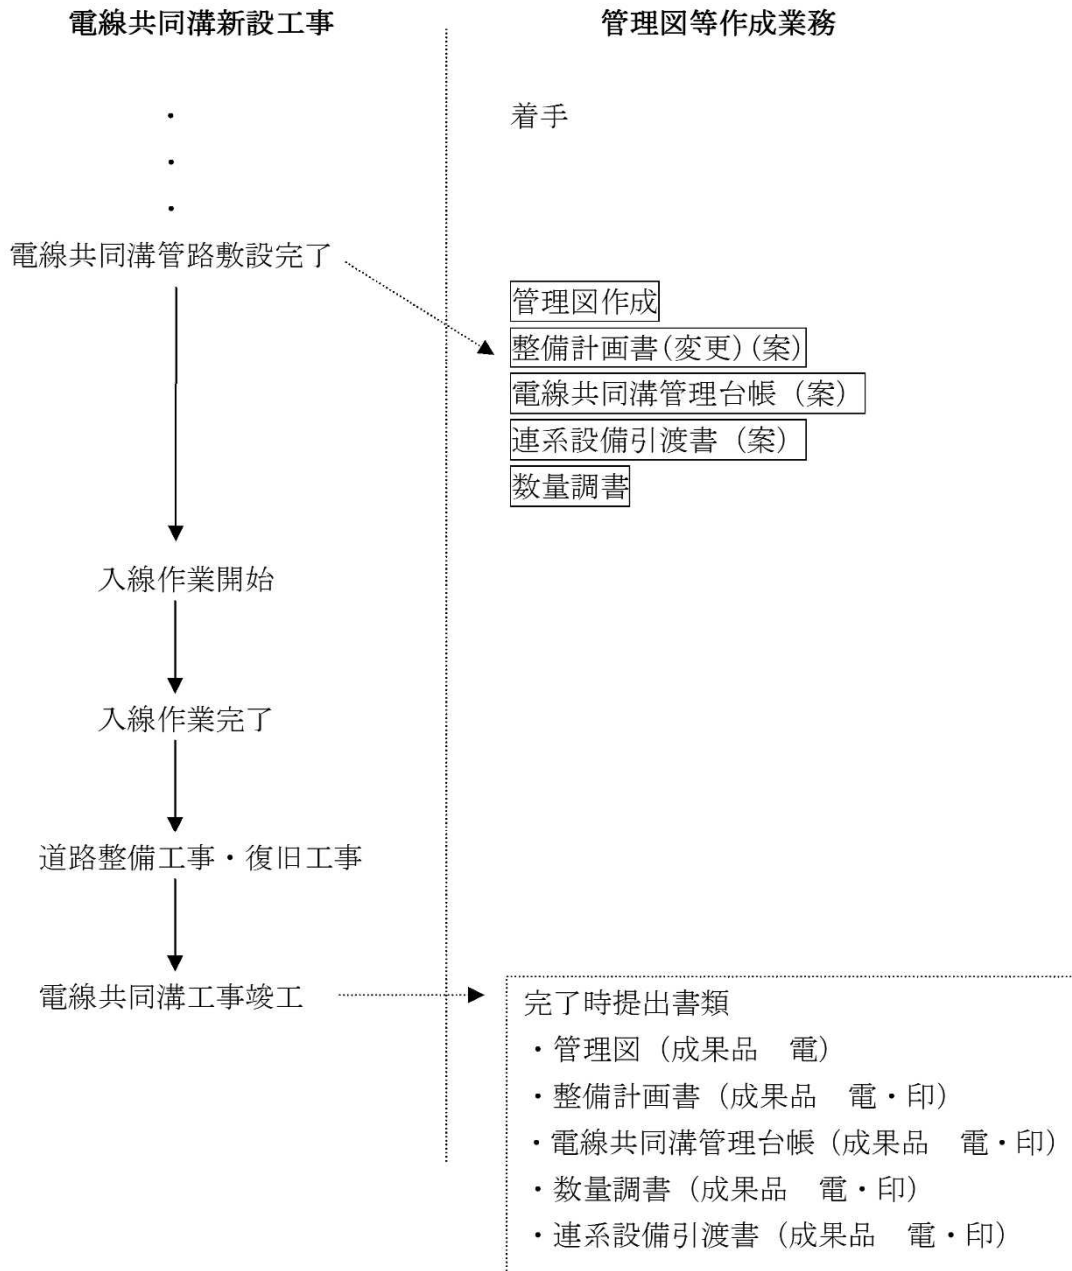 電線共同溝新設工事
管理図等作成業務
・
・
・
着手
電線共同溝管路敷設完了
管理図作成
整備計画書(変更)(案)
電線共同溝管理台帳（案）
連系設備引渡書（案）
数量調書
入線作業開始
入線作業完了
道路整備工事・復旧工事
電線共同溝工事竣工
完了時提出書類
・管理図（成果品　電）
・整備計画書（成果品　電・印）
・電線共同溝管理台帳（成果品　電・印）
・数量調書（成果品　電・印）
・連系設備引渡書（成果品　電・印）